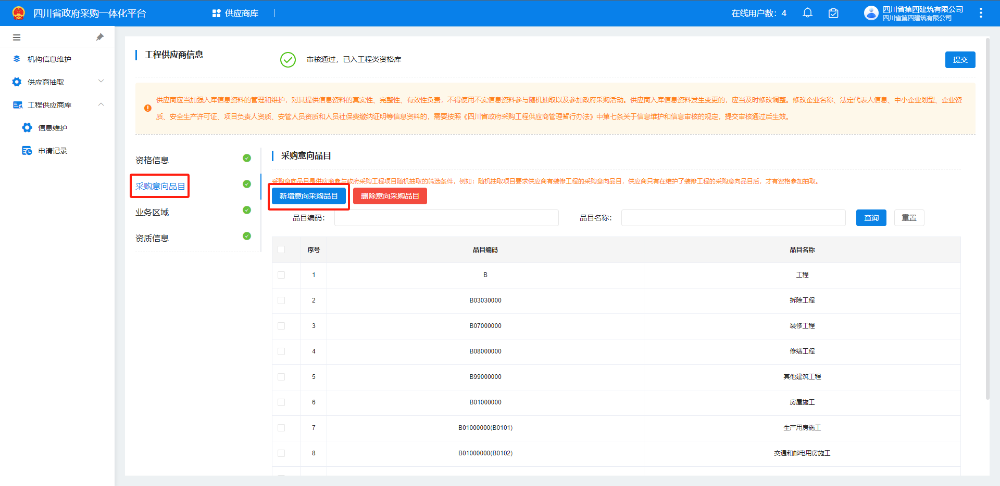 四川省政府采购一体化平台
供应商库
在线用户数：4
四川省第四建筑有限公司
四川省第四建筑有限公司
机构信息维护
供应商抽取
工程供应商库
信息维护
申请记录
工程供应商信息
审核通过，已入工程类资格库
提交
供应商应当加强入库信息资料的管理和维护，对其提供信息资料的真实性、完整性、有效性负责，不得使用不实信息资料参与随机抽取以及参加政府采购活动。供应商入库信息资料发生变更的，应当及时修改调整。修改企业名称、法定代表人信息、中小企业划型、企业资
质、安全生产许可证、项目负责人资质、安管人员资质和人员社保费缴纳证明等信息资料的，需要按照《四川省政府采购工程供应商管理暂行办法》中第七条关于信息维护和信息审核的规定，提交审核通过后生效。
资格信息
采购意向品目
业务区域
资质信息
采购意向品目
采购意向品目是供应商参与政府采购工程项目随机抽取的筛选条件，例如：随机抽取项目要求供应商有装修工程的采购意向品目，供应商只有在维护了装修工程的采购意向品目后，才有资格参加抽取。
新增意向采购品目 删除意向采购品目
品目编码： 品目名称： 查询 重置
序号 品目编码 品目名称
1 B 工程
2 B03030000 拆除工程
3 B07000000 装修工程
4 B08000000 修缮工程
5 B99000000 其他建筑工程
6 B01000000 房屋施工
7 B01000000(B0101) 生产用房施工
8 B01000000(B0102) 交通和邮电用房施工